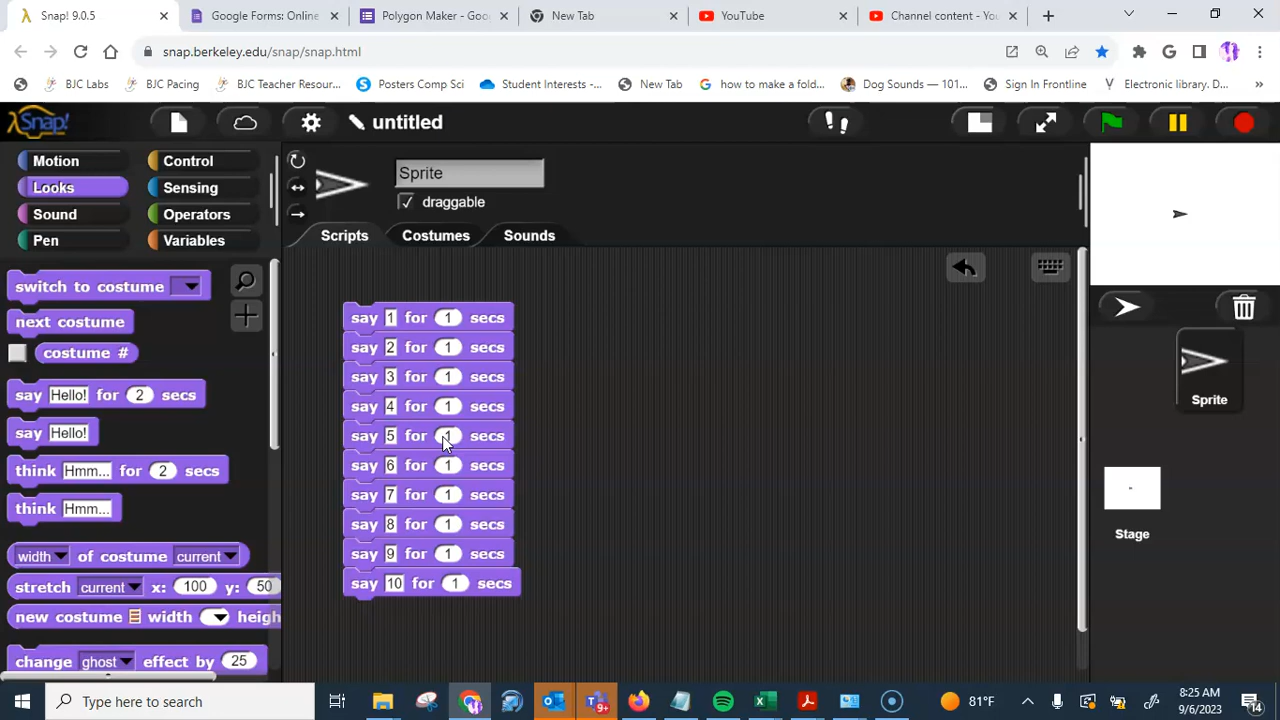 Snap! 9.0.5
Google Forms: Online
Polygon Maker - Goo
New Tab
YouTube
Channel content - You
snap.berkeley.edu/snap/snap.html
BJC Labs
BJC Pacing
BJC Teacher Resour...
Posters Comp Sci
Student Interests -...
New Tab
how to make a fold...
Dog Sounds — 101...
Sign In Frontline
Electronic library. D...
Snap!
untitled
Motion
Control
Looks
Sensing
Sound
Operators
Pen
Variables
Sprite
draggable
Scripts
Costumes
Sounds
switch to costume
next costume
costume #
say Hello! for 2 secs
say Hello!
think Hmm... for 2 secs
think Hmm...
width of costume current
stretch current x: 100 y: 50
new costume width heigh
change ghost effect by 25
say 1 for 1 secs
say 2 for 1 secs
say 3 for 1 secs
say 4 for 1 secs
say 5 for 1 secs
say 6 for 1 secs
say 7 for 1 secs
say 8 for 1 secs
say 9 for 1 secs
say 10 for 1 secs
Sprite
Stage
Type here to search
9+
81°F
8:25 AM
9/6/2023
14